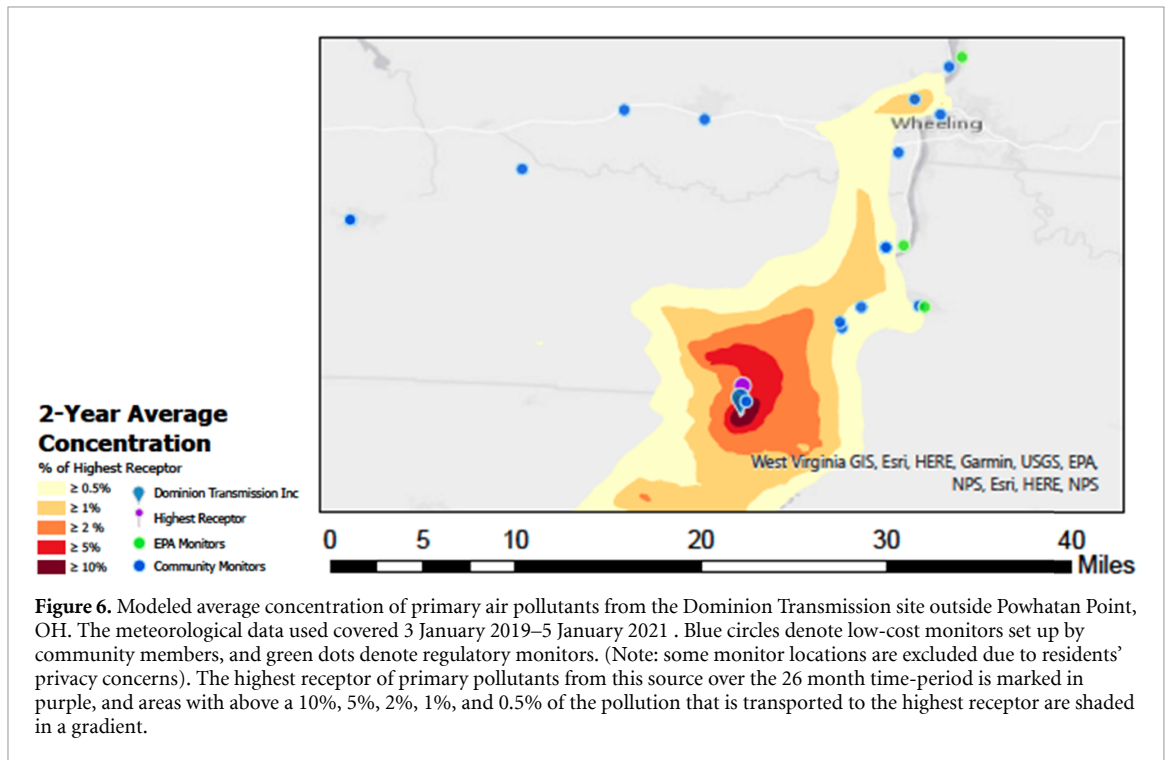 Wheeling
West Virginia GIS, Esri, HERE, Garmin, USGS, EPA,
NPS, Esri, HERE, NPS
2-Year Average
Concentration
% of Highest Receptor
≥ 0.5%
≥ 1%
≥ 2 %
≥ 5%
≥ 10%
Dominion Transmission Inc
Highest Receptor
EPA Monitors
Community Monitors
0 5 10 20 30 40 Miles
Figure 6. Modeled average concentration of primary air pollutants from the Dominion Transmission site outside Powhatan Point,
OH. The meteorological data used covered 3 January 2019–5 January 2021 . Blue circles denote low-cost monitors set up by
community members, and green dots denote regulatory monitors. (Note: some monitor locations are excluded due to residents’
privacy concerns). The highest receptor of primary pollutants from this source over the 26 month time-period is marked in
purple, and areas with above a 10%, 5%, 2%, 1%, and 0.5% of the pollution that is transported to the highest receptor are shaded
in a gradient.